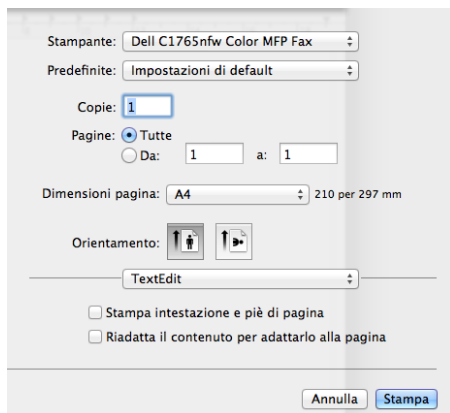 Stampante: Dell C1765nfw Color MFP Fax
Predefinite: Impostazioni di default
Copie: 1
Pagine: Tutte
Da: 1 a: 1
Dimensioni pagina: A4 210 per 297 mm
Orientamento:
TextEdit
Stampa intestazione e piè di pagina
Riadatta il contenuto per adattarlo alla pagina
Annulla Stampa